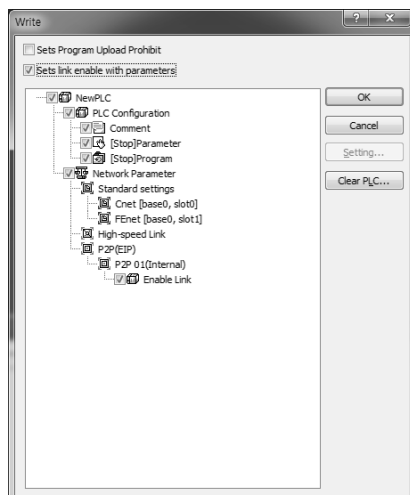 Write
Sets Program Upload Prohibit
Sets link enable with parameters
NewPLC
PLC Configuration
Comment
[Stop]Parameter
[Stop]Program
Network Parameter
Standard settings
Cnet [base0, slot0]
FEnet [base0, slot1]
High-speed Link
P2P(EIP)
P2P 01(Internal)
Enable Link
OK
Cancel
Setting...
Clear PLC...